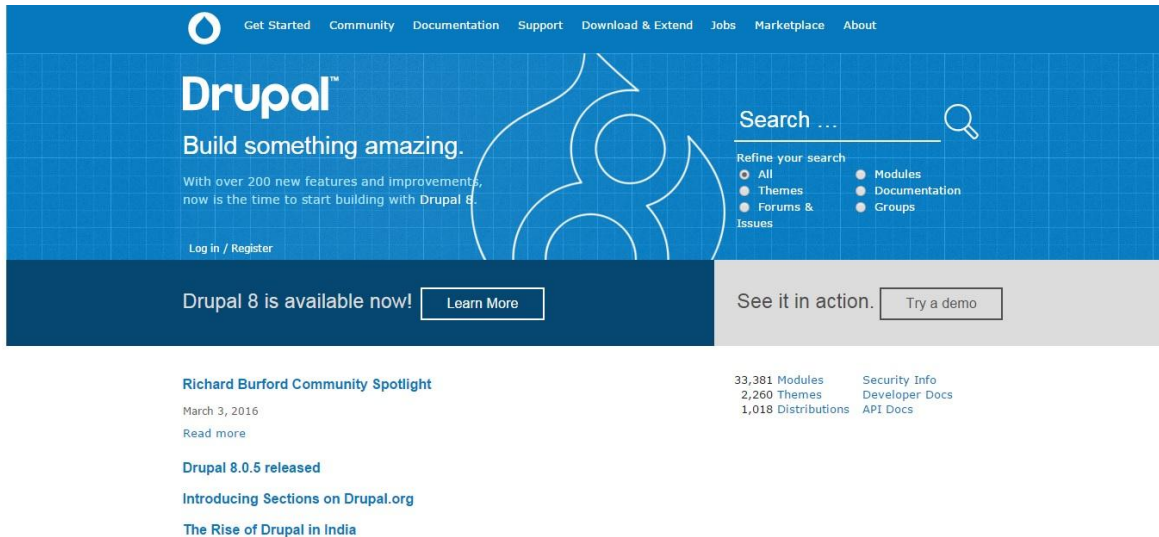 Get Started Community Documentation Support Download & Extend Jobs Marketplace About
Drupal™
Build something amazing.
With over 200 new features and improvements,
now is the time to start building with Drupal 8.
Log in / Register
Search ...
Refine your search
All Modules
Themes Documentation
Forums & Groups
Issues
Drupal 8 is available now! Learn More
See it in action. Try a demo
Richard Burford Community Spotlight
March 3, 2016
Read more
Drupal 8.0.5 released
Introducing Sections on Drupal.org
The Rise of Drupal in India
33,381 Modules Security Info
2,260 Themes Developer Docs
1,018 Distributions API Docs